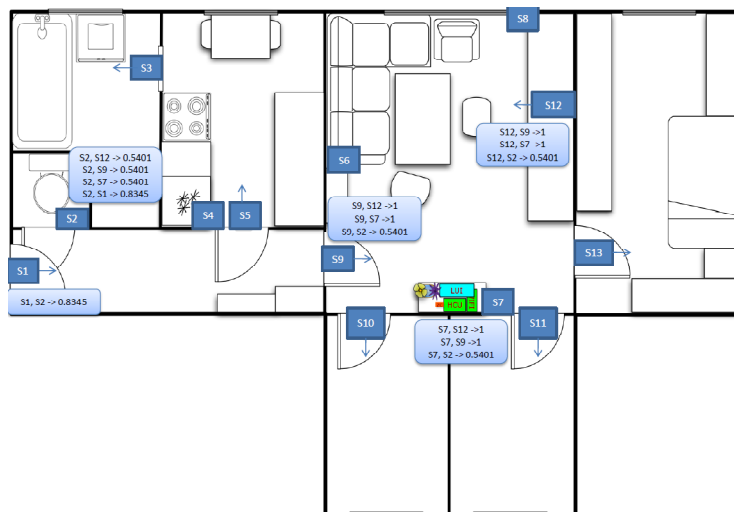 S8
S3
S12
S12, S9 ->1
S12, S7 ->1
S12, S2 -> 0.5401
S6
S2, S12 -> 0.5401
S2, S9 -> 0.5401
S2, S7 -> 0.5401
S2, S1 -> 0.8345
S9, S12 ->1
S9, S7 ->1
S9, S2 -> 0.5401
S2
S4
S5
S1
S9
S13
S1, S2 -> 0.8345
LUI
HCU
S7
S10
S11
S7, S12 ->1
S7, S9 ->1
S7, S2 -> 0.5401